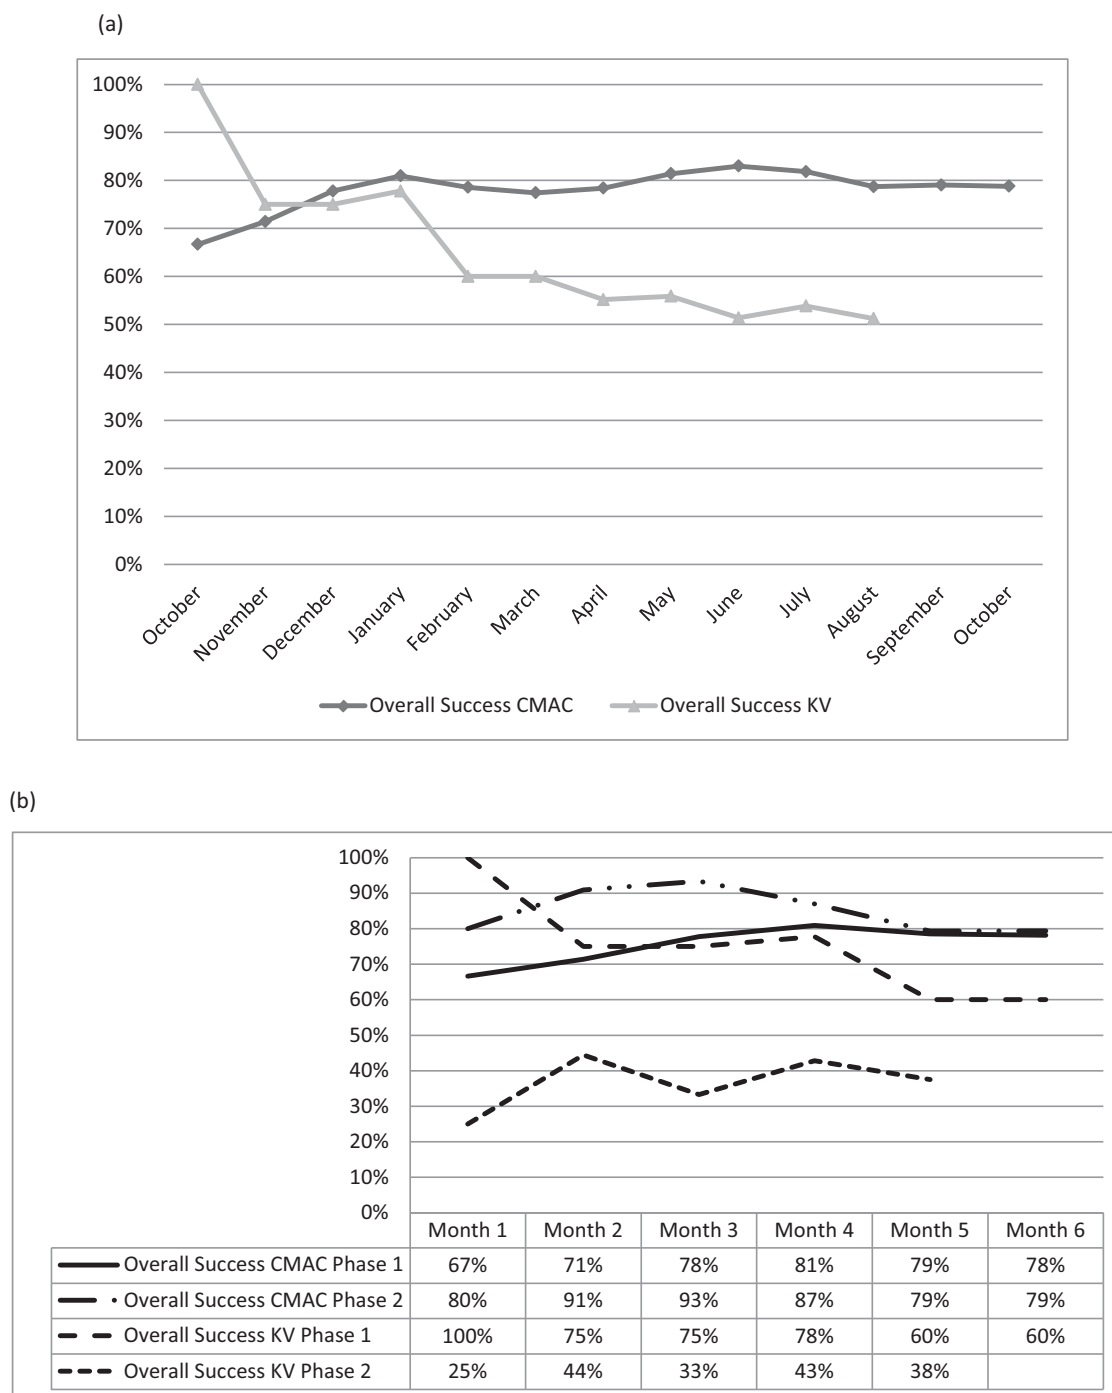 (a)
100%
90%
80%
70%
60%
50%
40%
30%
20%
10%
0%
October
November
December
January
February
March
April
May
June
July
August
September
October
Overall Success CMAC Overall Success KV
(b)
100%
90%
80%
70%
60%
50%
40%
30%
20%
10%
0%
Month 1 Month 2 Month 3 Month 4 Month 5 Month 6
Overall Success CMAC Phase 1 67% 71% 78% 81% 79% 78%
Overall Success CMAC Phase 2 80% 91% 93% 87% 79% 79%
Overall Success KV Phase 1 100% 75% 75% 78% 60% 60%
Overall Success KV Phase 2 25% 44% 33% 43% 38%